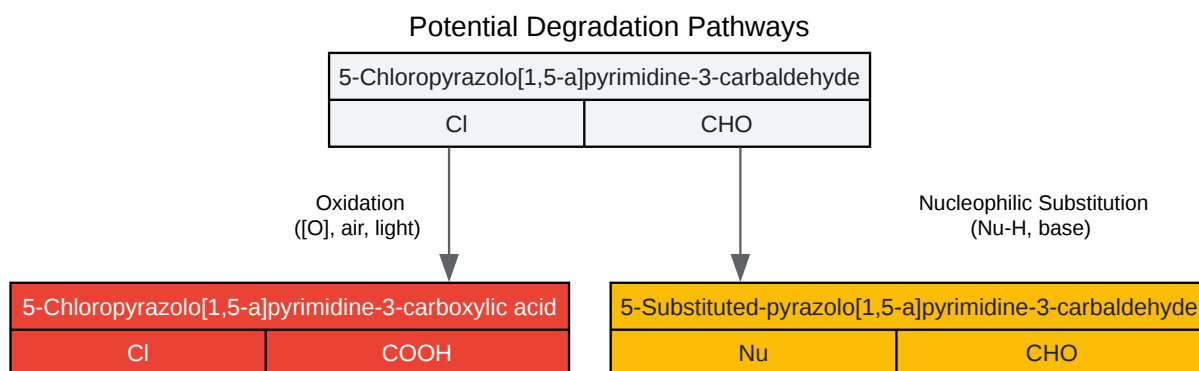 Potential Degradation Pathways
5-Chloropyrazolo[1,5-a]pyrimidine-3-carbaldehyde
Cl
CHO
Oxidation
([O], air, light)
Nucleophilic Substitution
(Nu-H, base)
5-Chloropyrazolo[1,5-a]pyrimidine-3-carboxylic acid
Cl
COOH
5-Substituted-pyrazolo[1,5-a]pyrimidine-3-carbaldehyde
Nu
CHO